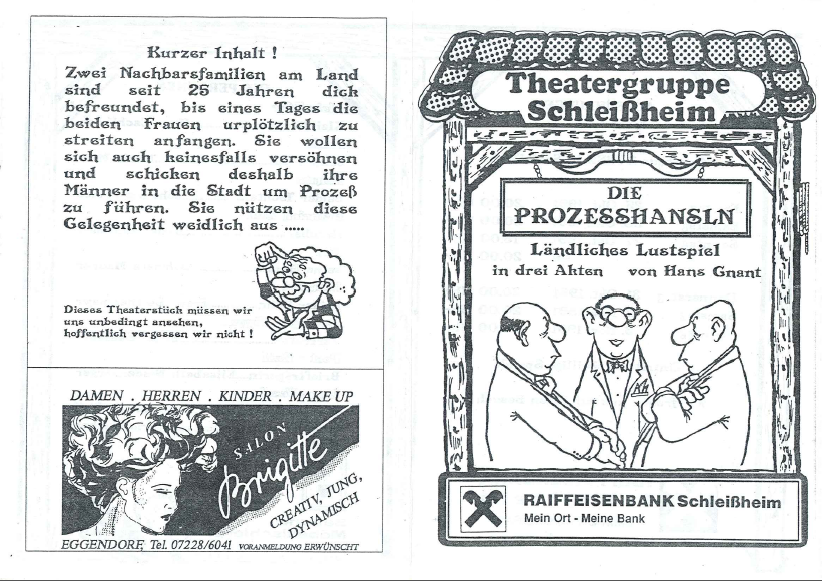 Kurzer Inhalt !
Zwei Nachbarsfamilien am Land
sind seit 25 Jahren dick
befreundet, bis eines Tages die
beiden Frauen urplötzlich zu
streiten anfangen. Sie wollen
sich auch keinesfalls versöhnen
und schicken deshalb ihre
Männer in die Stadt um Prozeß
zu führen. Sie nützen diese
Gelegenheit weidlich aus .....
Dieses Theaterstück müssen wir
uns unbedingt ansehen,
hoffentlich vergessen wir nicht !
DAMEN . HERREN . KINDER . MAKE UP
SALON
Brigitte
CREATIV, JUNG,
DYNAMISCH
EGGENDORF, Tel. 07228/6041 VORANMELDUNG ERWÜNSCHT
Theatergruppe
Schleißheim
DIE
PROZESSHANSLN
Ländliches Lustspiel
in drei Akten von Hans Gnant
RAIFFEISENBANK Schleißheim
Mein Ort - Meine Bank